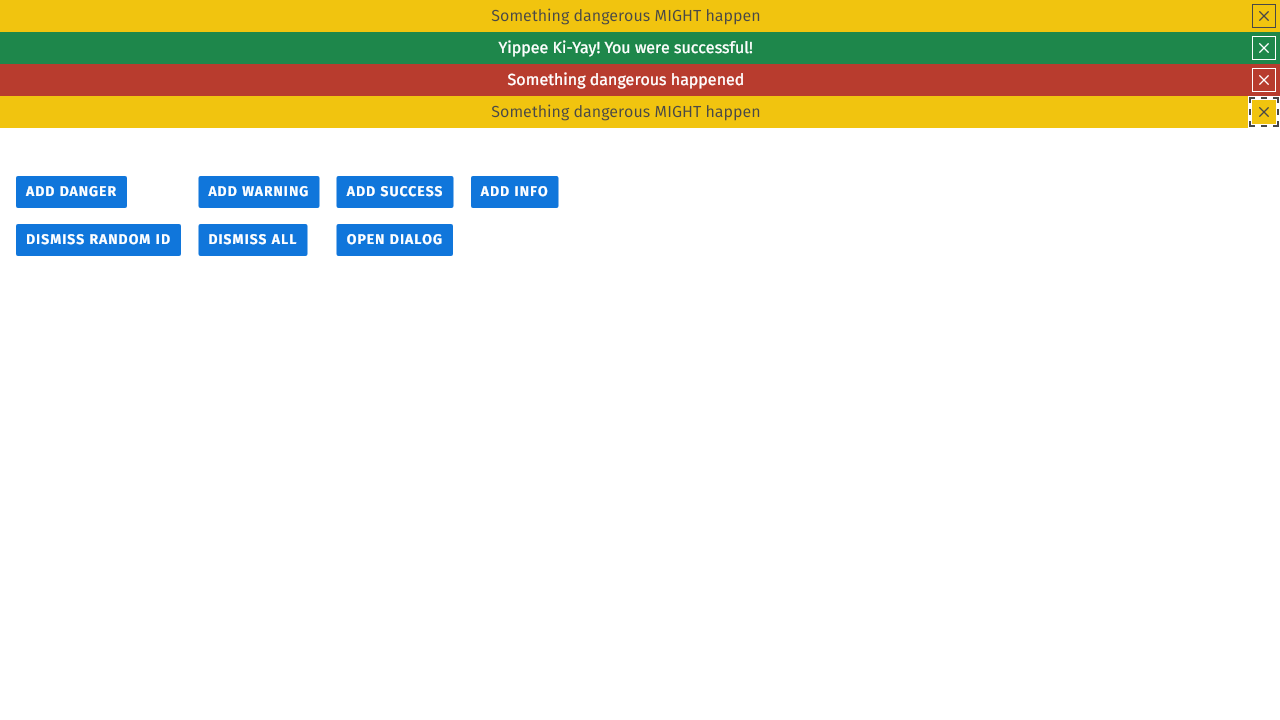 Something dangerous MIGHT happen
Yippee Ki-Yay! You were successful!
Something dangerous happened
Something dangerous MIGHT happen
ADD DANGER ADD WARNING ADD SUCCESS ADD INFO
DISMISS RANDOM ID DISMISS ALL OPEN DIALOG